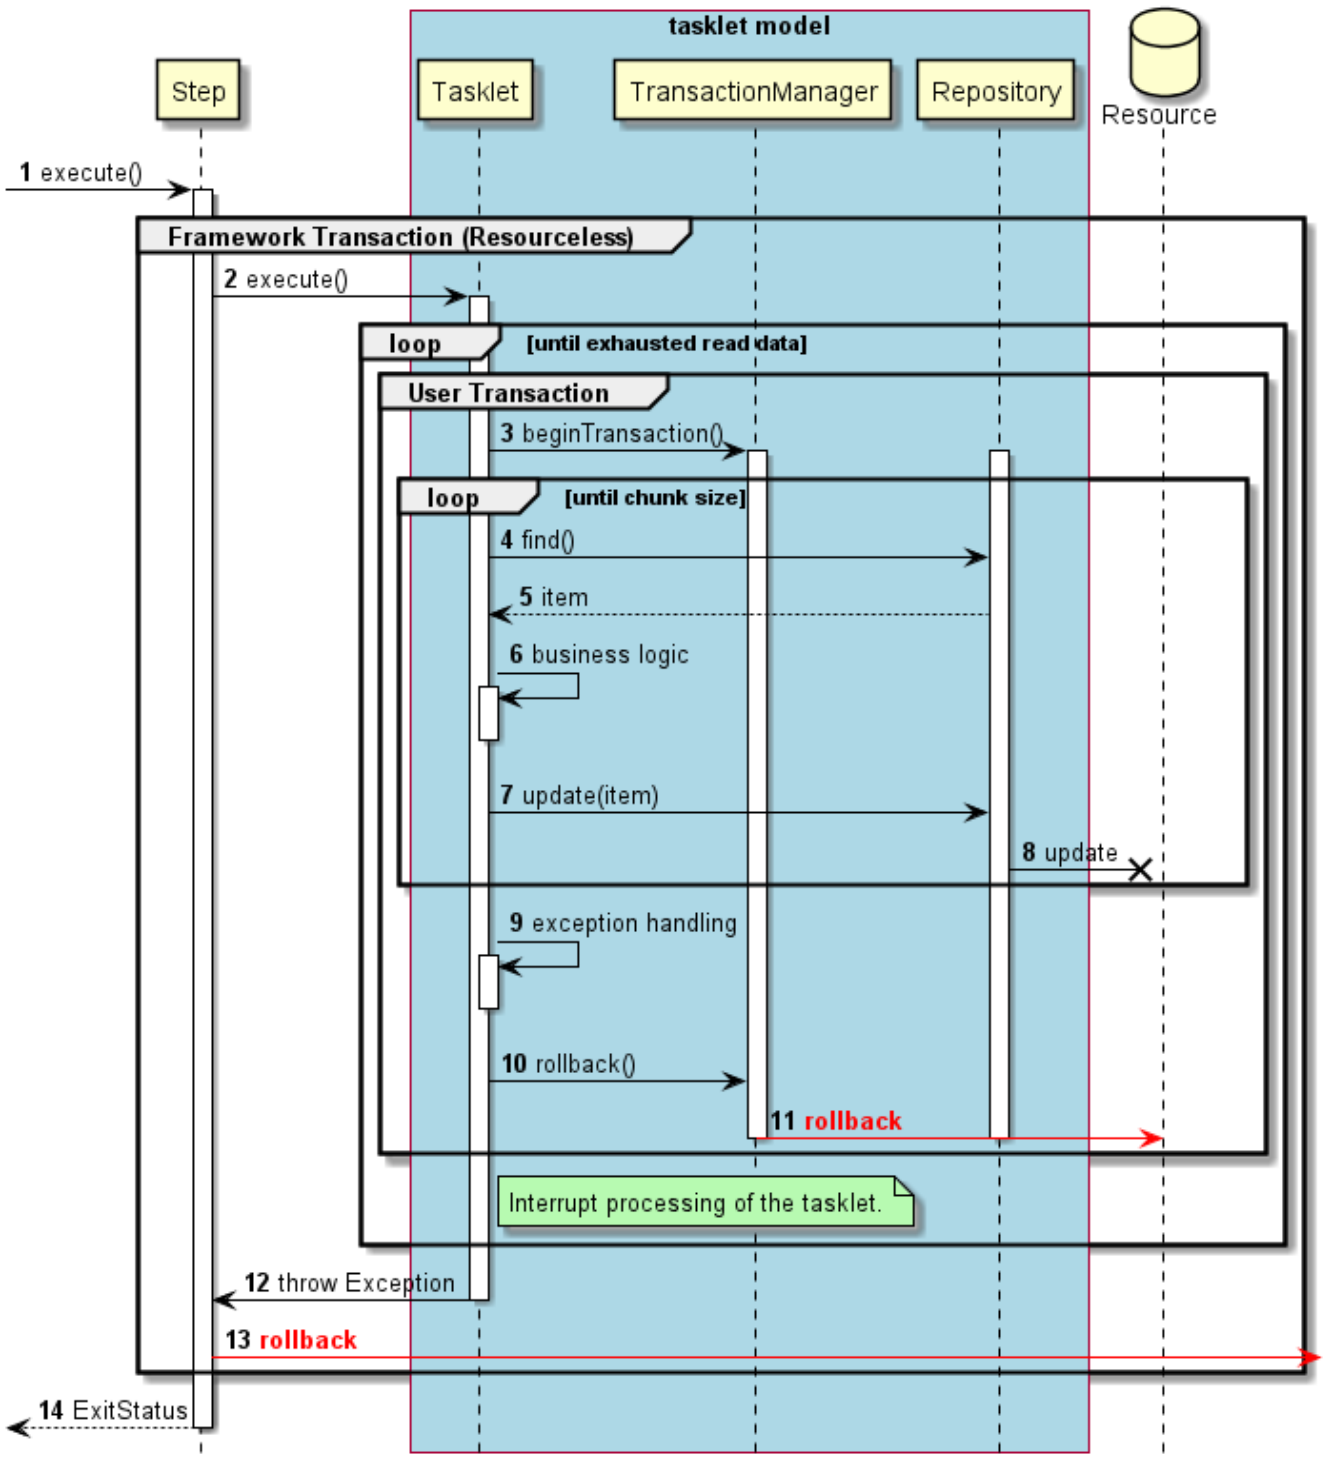 tasklet model
Step
Tasklet
TransactionManager
Repository
Resource
1 execute()
Framework Transaction (Resourceless)
2 execute()
loop [until exhausted read data]
User Transaction
3 beginTransaction()
loop [until chunk size]
4 find()
5 item
6 business logic
7 update(item)
8 update
9 exception handling
10 rollback()
11 rollback
Interrupt processing of the tasklet.
12 throw Exception
13 rollback
14 ExitStatus